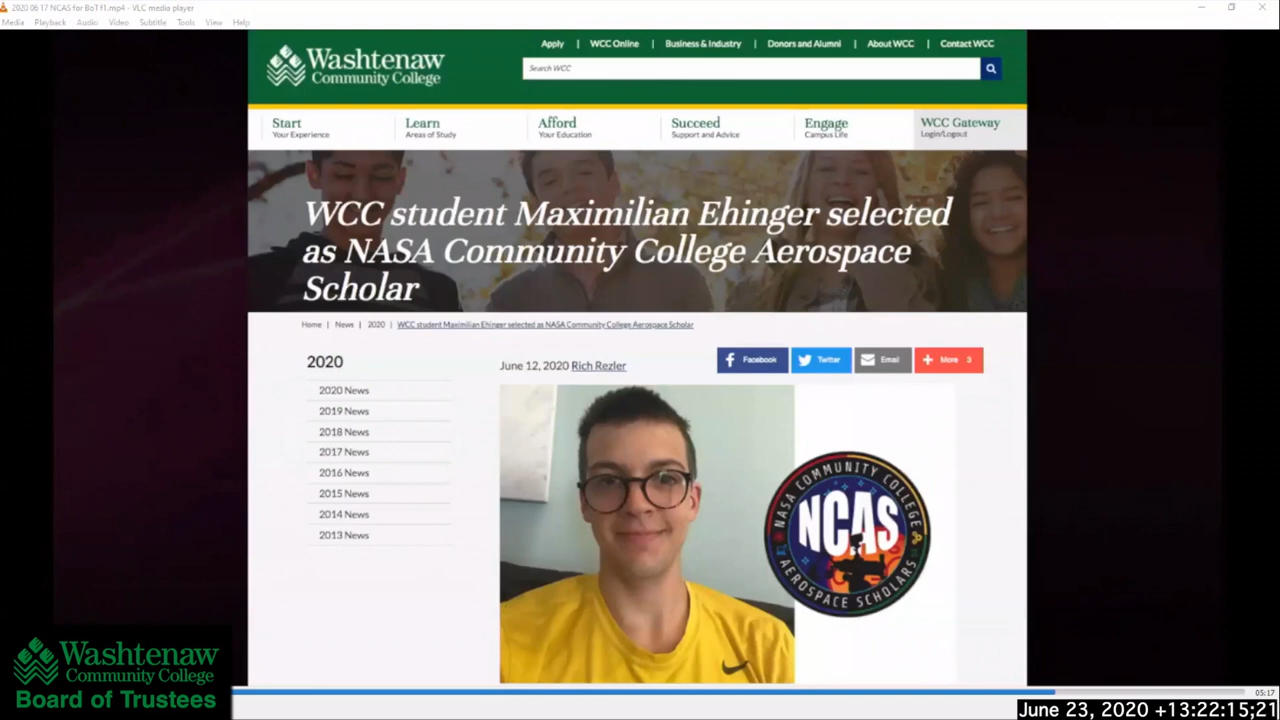 2020 06 17 NCAS for BoT f1.mp4 - VLC media player
Media Playback Audio Video Subtitle Tools View Help
Washtenaw
Community College
Apply | WCC Online | Business & Industry | Donors and Alumni | About WCC | Contact WCC
Search WCC
Start
Your Experience
Learn
Areas of Study
Afford
Your Education
Succeed
Support and Advice
Engage
Campus Life
WCC Gateway
Login/Logout
WCC student Maximilian Ehinger selected
as NASA Community College Aerospace
Scholar
Home | News | 2020 | WCC student Maximilian Ehinger selected as NASA Community College Aerospace Scholar
2020
2020 News
2019 News
2018 News
2017 News
2016 News
2015 News
2014 News
2013 News
June 12, 2020 Rich Rezler
Facebook
Twitter
Email
More 3
NASA COMMUNITY COLLEGE
NCAS
AEROSPACE SCHOLARS
Washtenaw
Community College
Board of Trustees
05:17
June 23, 2020 +13:22:15;21